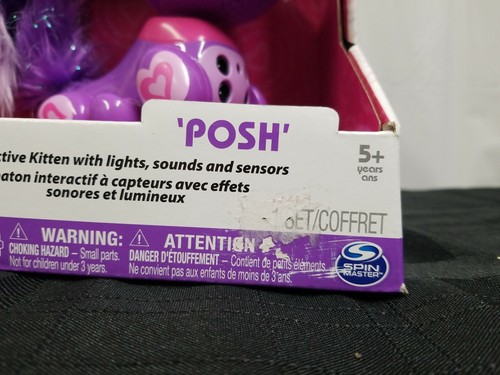 'POSH'
ctive Kitten with lights, sounds and sensors
aton interactif à capteurs avec effets
sonores et lumineux
5+
years
ans
1 SET/COFFRET
WARNING:
CHOKING HAZARD – Small parts.
Not for children under 3 years.
ATTENTION
DANGER D'ÉTOUFFEMENT – Contient de petits éléments.
Ne convient pas aux enfants de moins de 3 ans.
SPIN
MASTER